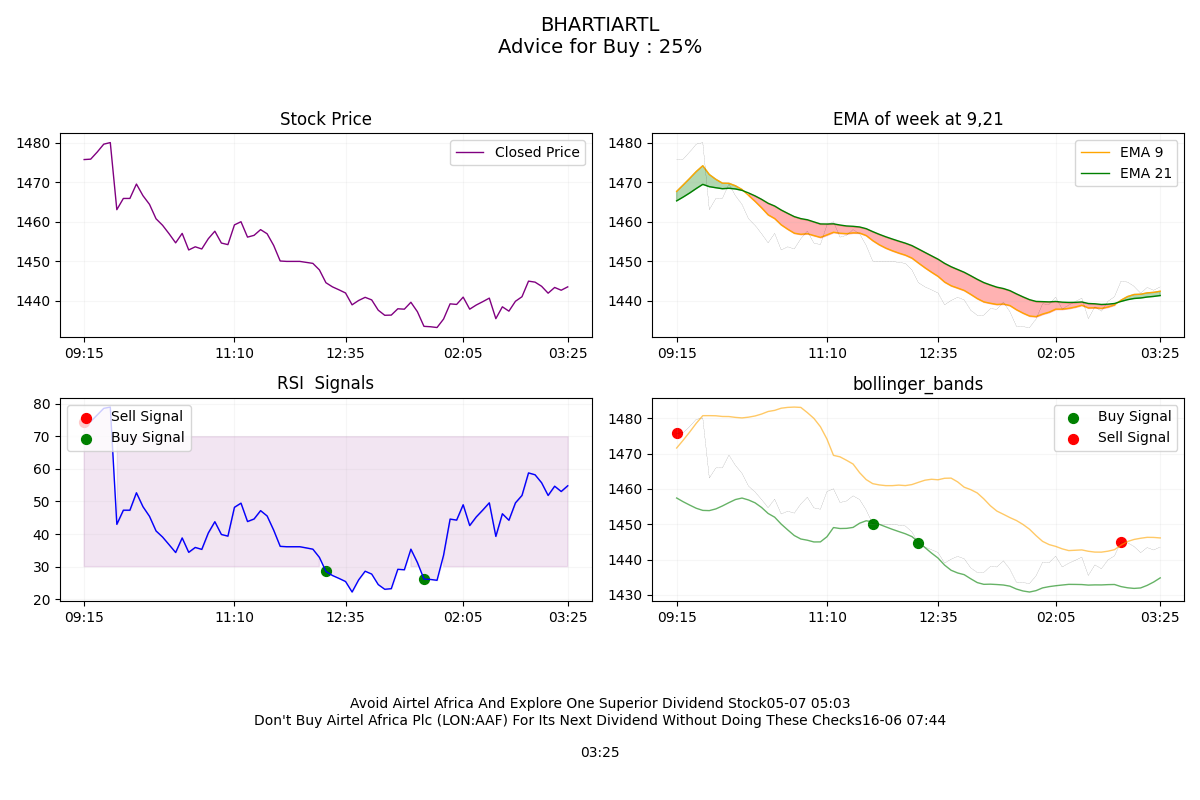 BHARTIARTL
Advice for Buy : 25%
Stock Price
1480
1470
1460
1450
1440
Closed Price
09:15
11:10
12:35
02:05
03:25
EMA of week at 9,21
1480
1470
1460
1450
1440
EMA 9
EMA 21
09:15
11:10
12:35
02:05
03:25
RSI  Signals
80
70
60
50
40
30
20
Sell Signal
Buy Signal
09:15
11:10
12:35
02:05
03:25
bollinger_bands
1480
1470
1460
1450
1440
1430
Buy Signal
Sell Signal
09:15
11:10
12:35
02:05
03:25
Avoid Airtel Africa And Explore One Superior Dividend Stock05-07 05:03
Don't Buy Airtel Africa Plc (LON:AAF) For Its Next Dividend Without Doing These Checks16-06 07:44
03:25